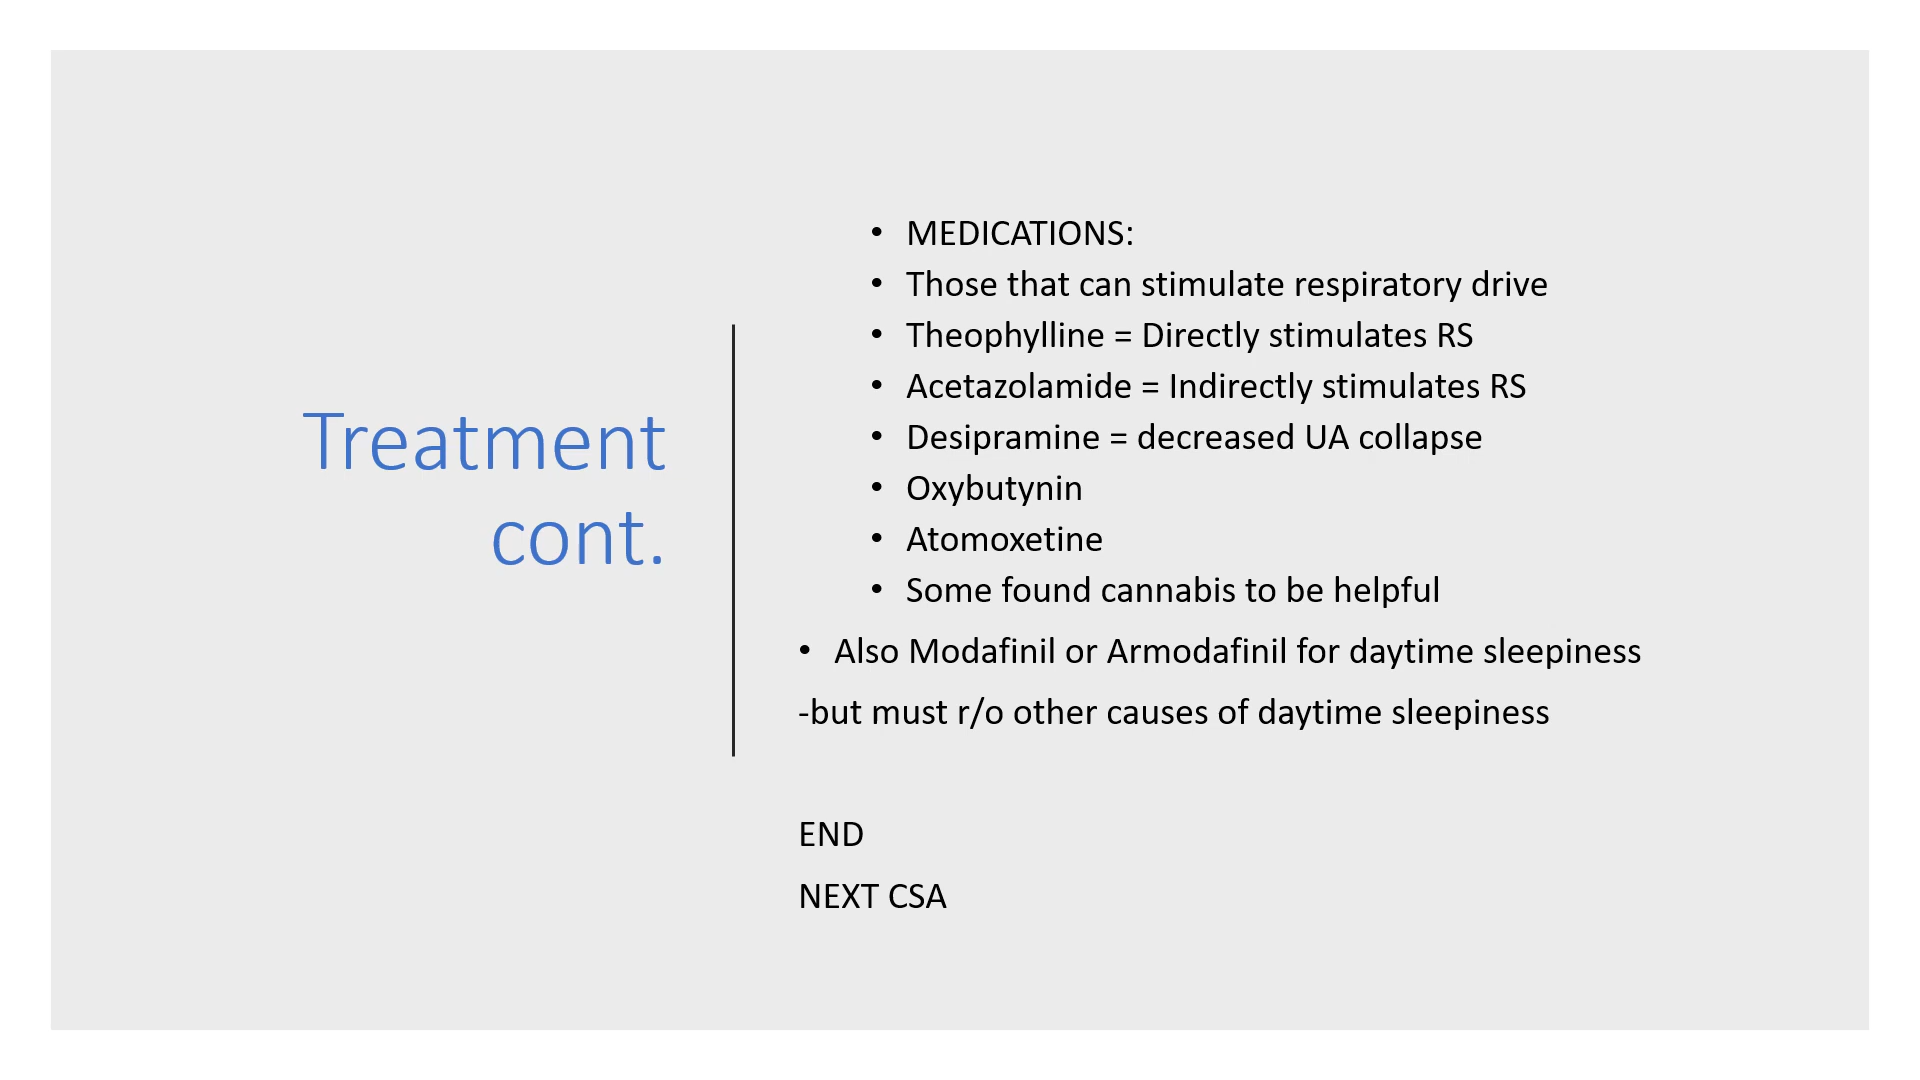 Treatment
cont.
• MEDICATIONS:
• Those that can stimulate respiratory drive
• Theophylline = Directly stimulates RS
• Acetazolamide = Indirectly stimulates RS
• Desipramine = decreased UA collapse
• Oxybutynin
• Atomoxetine
• Some found cannabis to be helpful
• Also Modafinil or Armodafinil for daytime sleepiness
-but must r/o other causes of daytime sleepiness
END
NEXT CSA